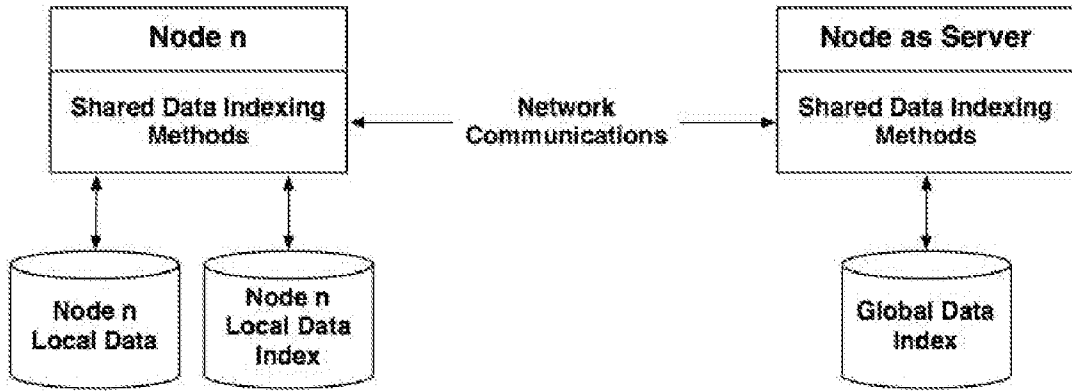 Node n
Shared Data Indexing
Methods
Network
Communications
Node as Server
Shared Data Indexing
Methods
Node n
Local Data
Node n
Local Data
Index
Global Data
Index